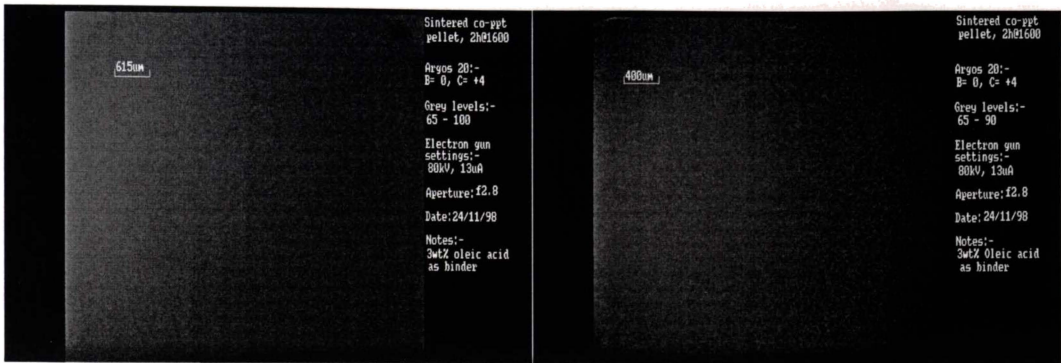 615um
Sintered co-ppt
pellet, 2h@1600
Argos 20:-
B= 0, C= +4
Grey levels:-
65 - 100
Electron gun
settings:-
80kV, 13uA
Aperture:f2.8
Date:24/11/98
Notes:-
3wt% oleic acid
as binder
400um
Sintered co-ppt
pellet, 2h@1600
Argos 20:-
B= 0, C= +4
Grey levels:-
65 - 90
Electron gun
settings:-
80kV, 13uA
Aperture:f2.8
Date:24/11/98
Notes:-
3wt% Oleic acid
as binder